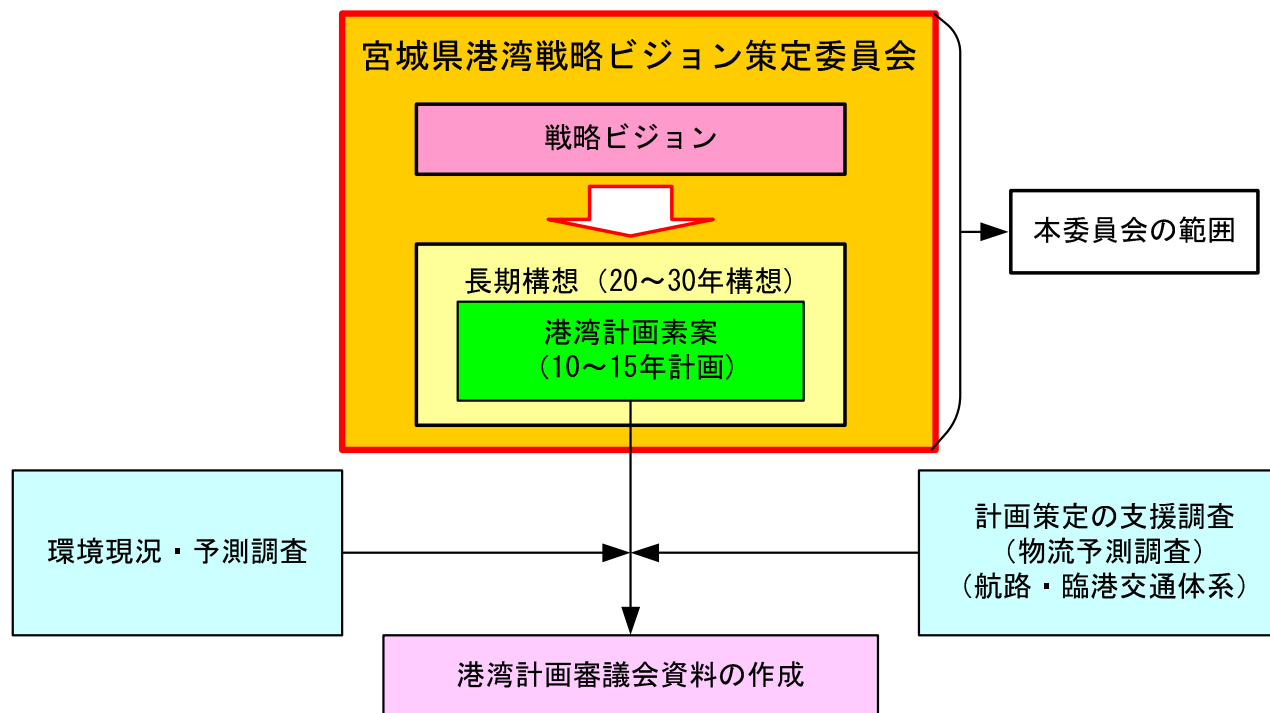 宮城県港湾戦略ビジョン策定委員会
戦略ビジョン
本委員会の範囲
長期構想（20～30年構想）
港湾計画素案
（10～15年計画）
環境現況・予測調査
計画策定の支援調査
（物流予測調査）
（航路・臨港交通体系）
港湾計画審議会資料の作成